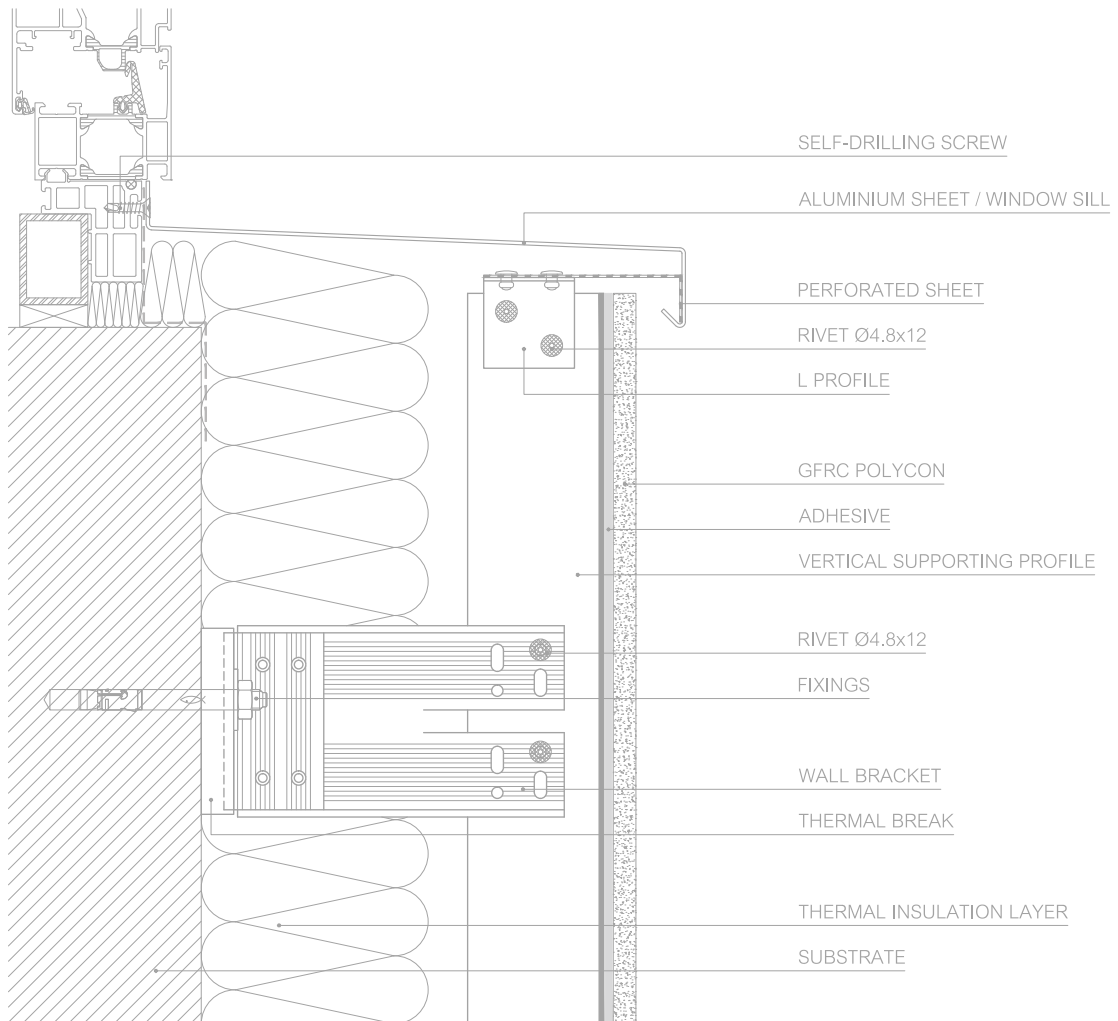 SELF-DRILLING SCREW
ALUMINIUM SHEET / WINDOW SILL
PERFORATED SHEET
RIVET Ø4.8x12
L PROFILE
GFRC POLYCON
ADHESIVE
VERTICAL SUPPORTING PROFILE
RIVET Ø4.8x12
FIXINGS
WALL BRACKET
THERMAL BREAK
THERMAL INSULATION LAYER
SUBSTRATE